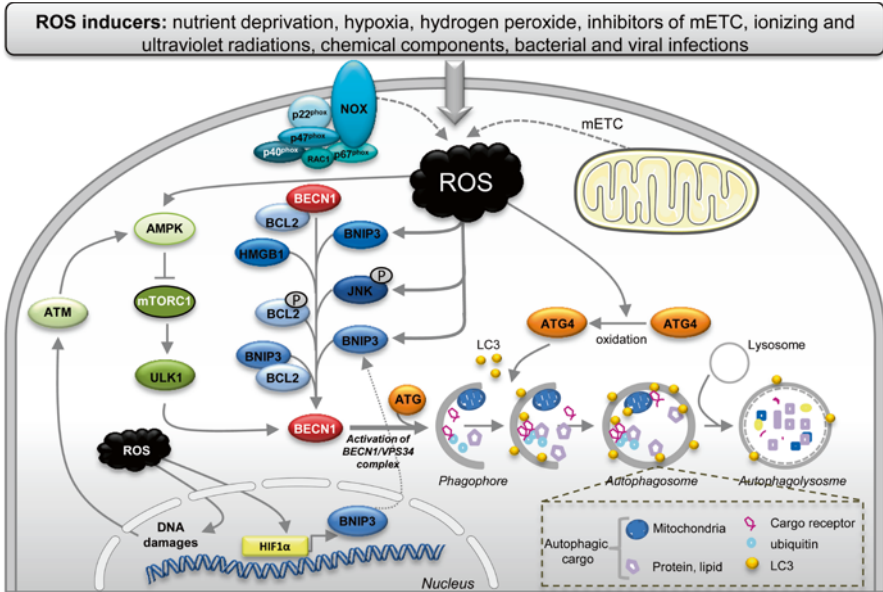 ROS inducers: nutrient deprivation, hypoxia, hydrogen peroxide, inhibitors of mETC, ionizing and
ultraviolet radiations, chemical components, bacterial and viral infections
NOX
p22phox
p47phox
p40phox
RAC1
p67phox
mETC
ROS
BECN1
BCL2
AMPK
BNIP3
HMGB1
mTORC1
P
JNK
P
BCL2
ATM
ATG4
oxidation
ATG4
BNIP3
LC3
Lysosome
BNIP3
BCL2
ULK1
ATG
BECN1
Activation of
BECN1/VPS34
complex
ROS
Phagophore
Autophagosome
Autophagolysosme
DNA
damages
BNIP3
HIF1α
Nucleus
Autophagic
cargo
Mitochondria
Protein, lipid
Cargo receptor
ubiquitin
LC3